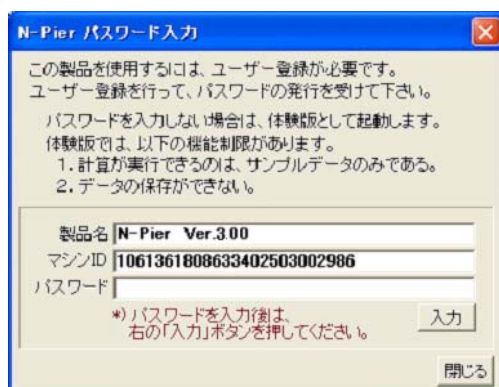 N-Pier パスワード入力
この製品を使用するには、ユーザー登録が必要です。
ユーザー登録を行って、パスワードの発行を受けて下さい。
パスワードを入力しない場合は、体験版として起動します。
体験版では、以下の機能制限があります。
1. 計算が実行できるのは、サンプルデータのみである。
2. データの保存ができない。
製品名 N-Pier Ver.3.00
マシンID 1061361808633402503002986
パスワード
*) パスワードを入力後は、
右の「入力」ボタンを押してください。
入力
閉じる